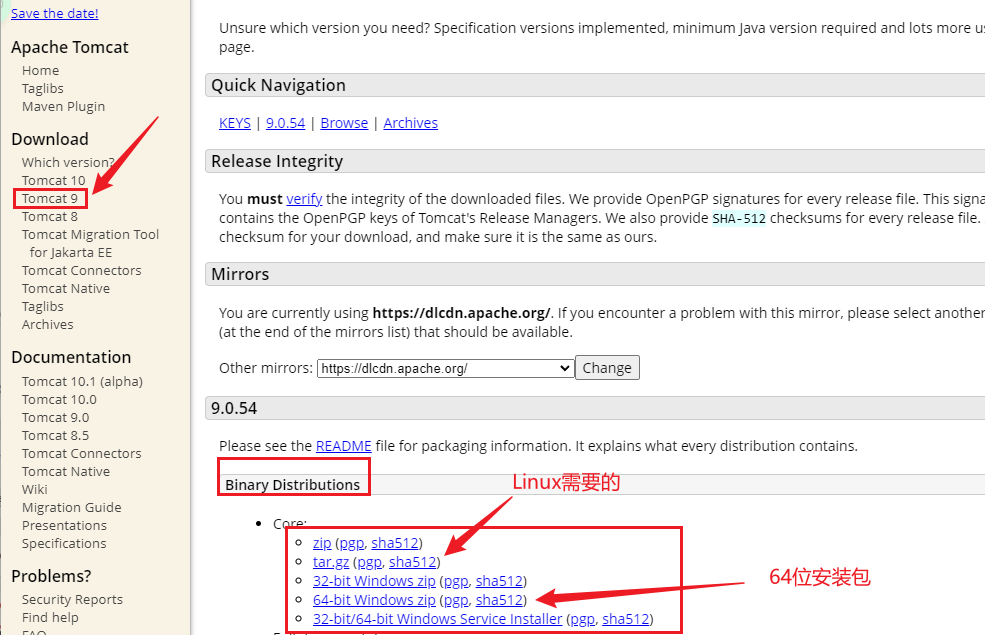 Save the date!
Apache Tomcat
Home
Taglibs
Maven Plugin
Download
Which version?
Tomcat 10
Tomcat 9
Tomcat 8
Tomcat Migration Tool
for Jakarta EE
Tomcat Connectors
Tomcat Native
Taglibs
Archives
Documentation
Tomcat 10.1 (alpha)
Tomcat 10.0
Tomcat 9.0
Tomcat 8.5
Tomcat Connectors
Tomcat Native
Wiki
Migration Guide
Presentations
Specifications
Problems?
Security Reports
Find help
FAQ
Unsure which version you need? Specification versions implemented, minimum Java version required and lots more us
page.
Quick Navigation
KEYS | 9.0.54 | Browse | Archives
Release Integrity
You must verify the integrity of the downloaded files. We provide OpenPGP signatures for every release file. This signa
contains the OpenPGP keys of Tomcat's Release Managers. We also provide SHA-512 checksums for every release file.
checksum for your download, and make sure it is the same as ours.
Mirrors
You are currently using https://dlcdn.apache.org/. If you encounter a problem with this mirror, please select another
(at the end of the mirrors list) that should be available.
Other mirrors: https://dlcdn.apache.org/ Change
9.0.54
Please see the README file for packaging information. It explains what every distribution contains.
Binary Distributions
Linux需要的
Core:
zip (pgp, sha512)
tar.gz (pgp, sha512)
32-bit Windows zip (pgp, sha512)
64-bit Windows zip (pgp, sha512)
64位安装包
32-bit/64-bit Windows Service Installer (pgp, sha512)